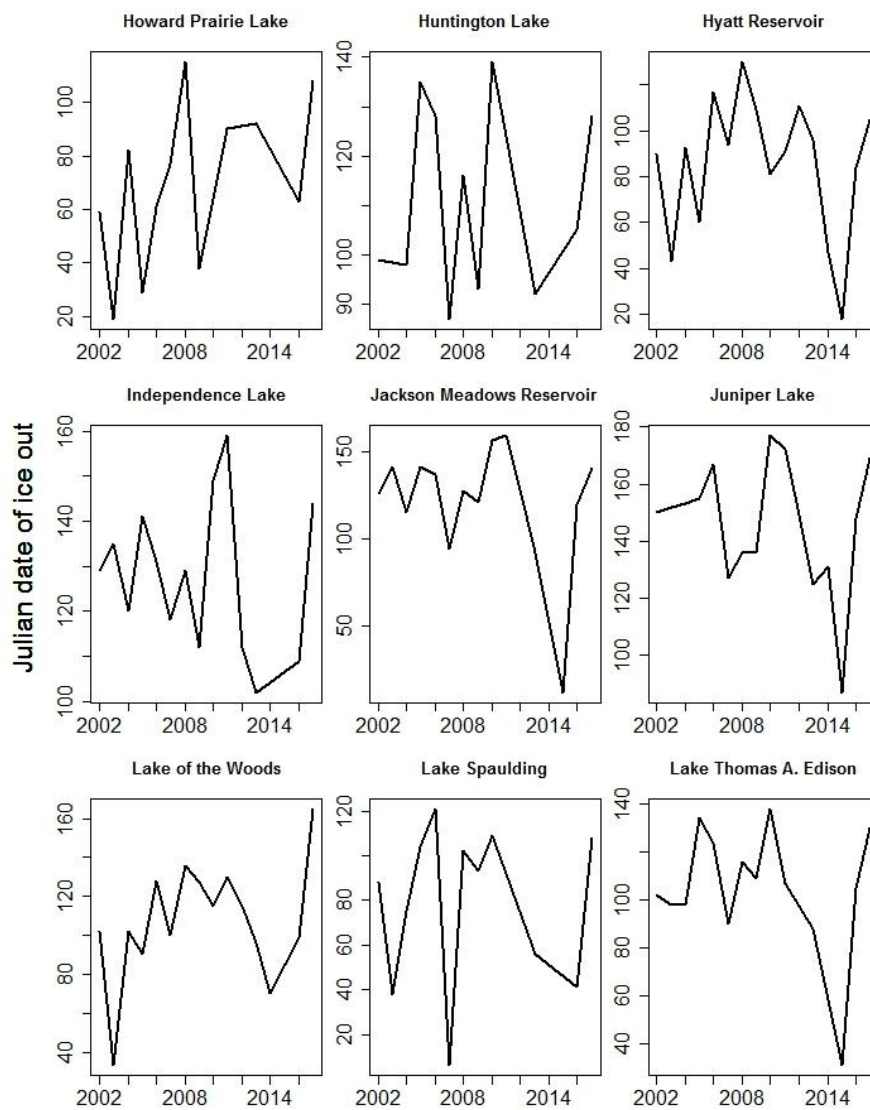 Howard Prairie Lake
Huntington Lake
Hyatt Reservoir
20 40 60 80 100
90 100 120 140
20 40 60 80 100
2002 2008 2014
2002 2008 2014
2002 2008 2014
Julian date of ice out
Independence Lake
Jackson Meadows Reservoir
Juniper Lake
100 120 140 160
50 100 150
100 120 140 160 180
2002 2008 2014
2002 2008 2014
2002 2008 2014
Lake of the Woods
Lake Spaulding
Lake Thomas A. Edison
40 80 120 160
20 40 60 80 120
40 60 80 100 140
2002 2008 2014
2002 2008 2014
2002 2008 2014